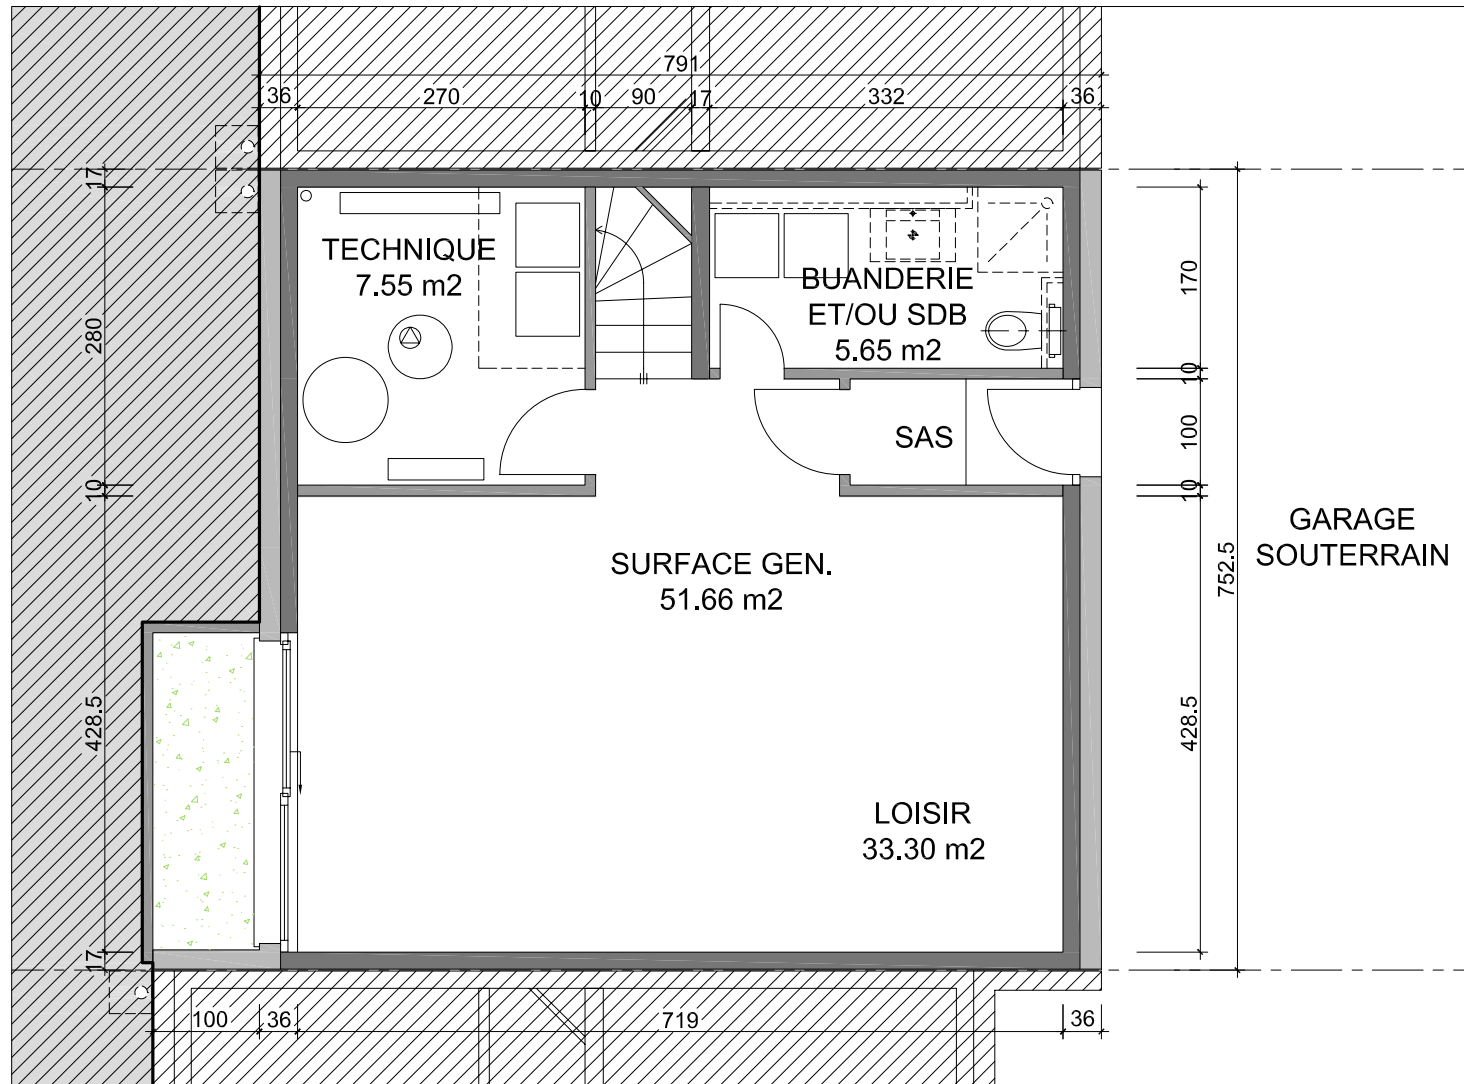 791
36
270
10
90
17
332
36
17
280
10
428.5
17
TECHNIQUE
7.55 m2
BUANDERIE
ET/OU SDB
5.65 m2
170
10
100
10
428.5
752.5
SAS
GARAGE
SOUTERRAIN
SURFACE GEN.
51.66 m2
LOISIR
33.30 m2
100
36
719
36